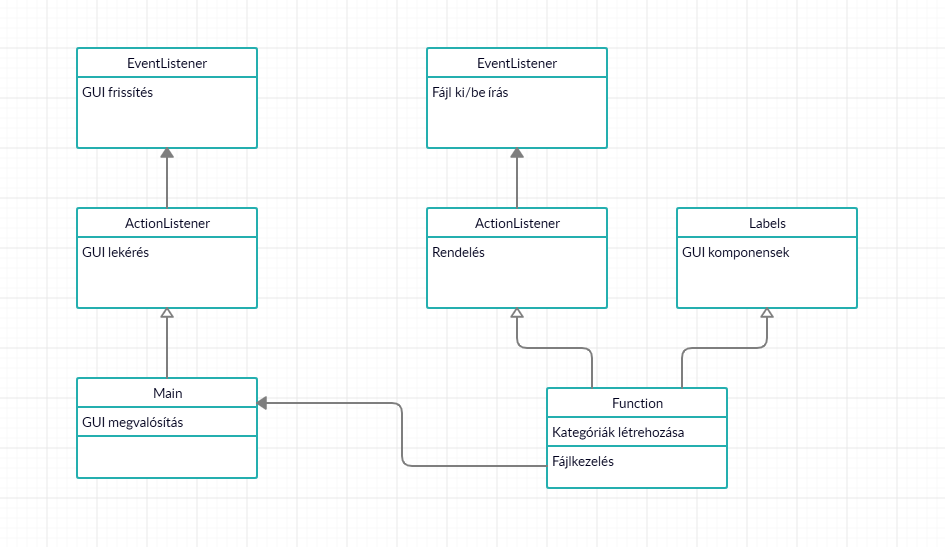 EventListener
GUI frissítés
EventListener
Fájl ki/be írás
ActionListener
GUI lekérés
ActionListener
Rendelés
Labels
GUI komponensek
Main
GUI megvalósítás
Function
Kategóriák létrehozása
Fájlkezelés